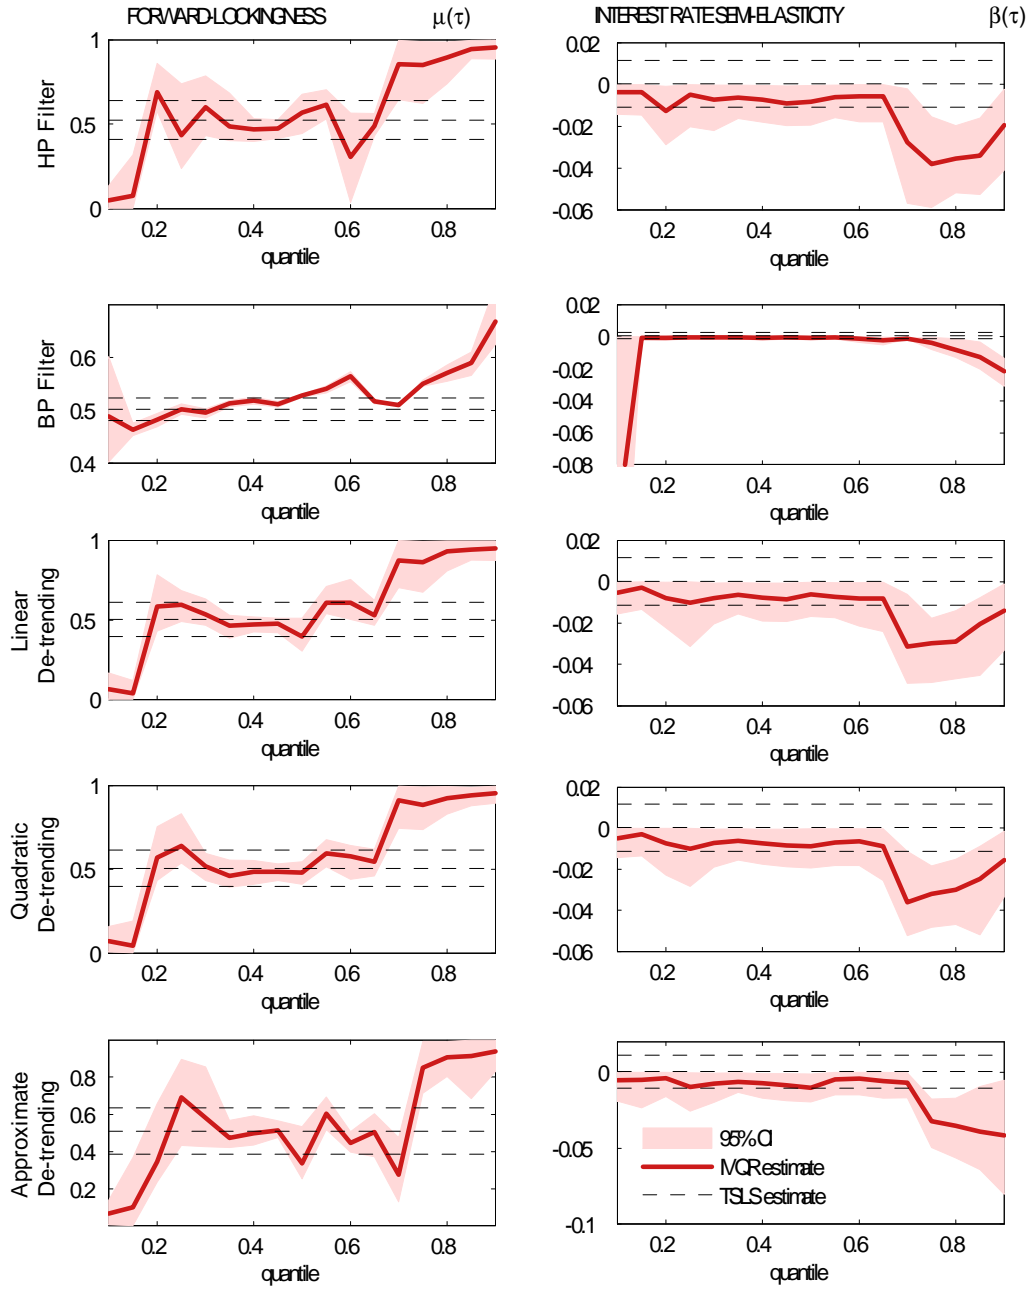 FORWARD-LOOKINGNESS μ(τ)
INTEREST RATE SEMI-ELASTICITY β(τ)
HP Filter
1
0.5
0
0.2 0.4 0.6 0.8
quantile
0.02
0
-0.02
-0.04
-0.06
0.2 0.4 0.6 0.8
quantile
BP Filter
0.6
0.5
0.4
0.2 0.4 0.6 0.8
quantile
0.02
0
-0.02
-0.04
-0.06
-0.08
0.2 0.4 0.6 0.8
quantile
Linear
De-trending
1
0.5
0
0.2 0.4 0.6 0.8
quantile
0.02
0
-0.02
-0.04
-0.06
0.2 0.4 0.6 0.8
quantile
Quadratic
De-trending
1
0.5
0
0.2 0.4 0.6 0.8
quantile
0.02
0
-0.02
-0.04
-0.06
0.2 0.4 0.6 0.8
quantile
Approximate
De-trending
0.8
0.6
0.4
0.2
0.2 0.4 0.6 0.8
quantile
0
-0.05
-0.1
95% CI
IVQR estimate
TSLS estimate
0.2 0.4 0.6 0.8
quantile